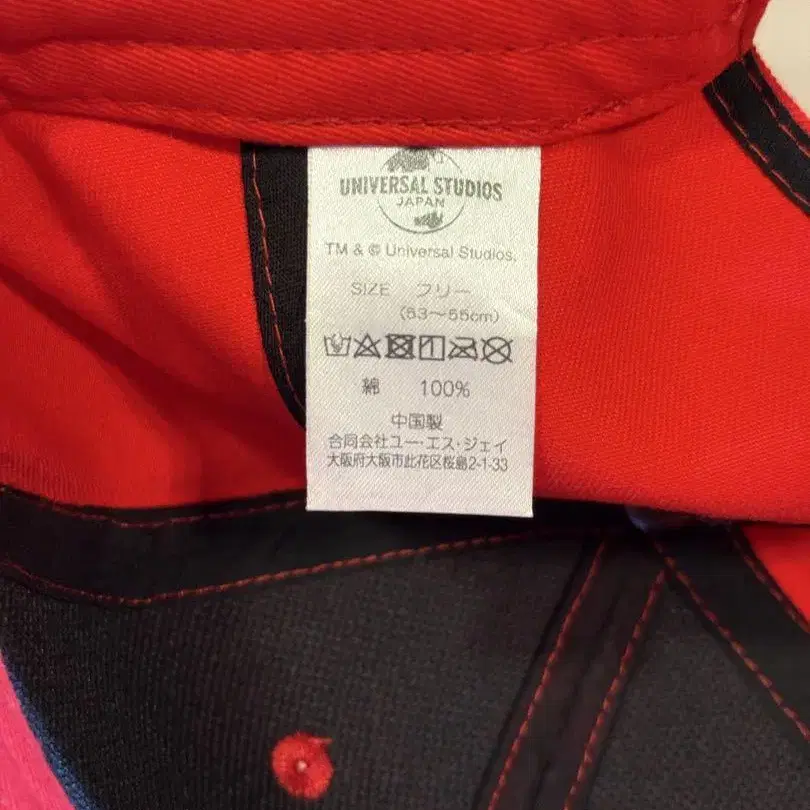 UNIVERSAL STUDIOS
JAPAN
TM & © Universal Studios.
SIZE フリー
(53～55cm)
綿 100%
中国製
合同会社ユー・エス・ジェイ
大阪府大阪市此花区桜島2-1-33